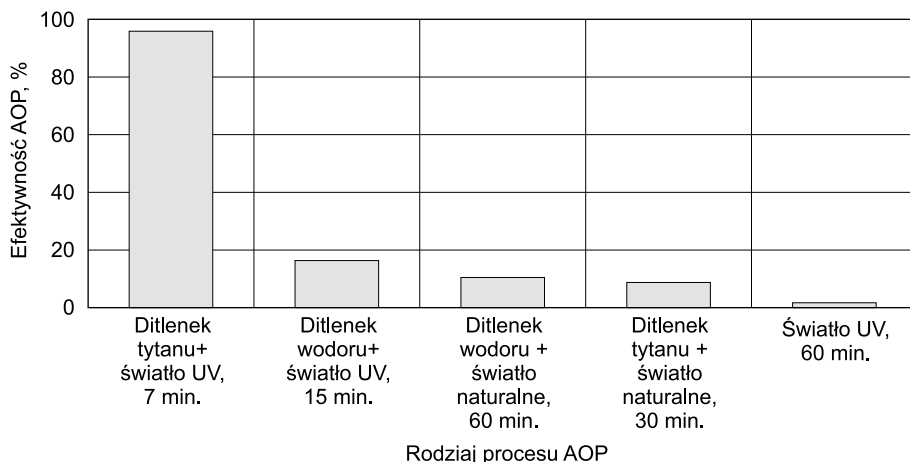 Efektywność AOP, %
100
80
60
40
20
0
Ditlenek
tytanu+
światło UV,
7 min.
Ditlenek
wodoru+
światło UV,
15 min.
Ditlenek
wodoru +
światło
naturalne,
60 min.
Ditlenek
tytanu +
światło
naturalne,
30 min.
Światło UV,
60 min.
Rodziaj procesu AOP